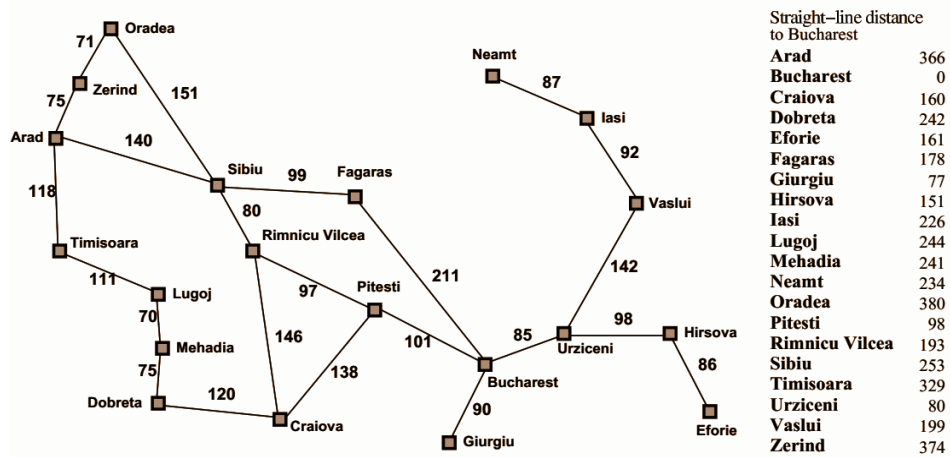 Oradea
71
Zerind
75
151
Arad
140
118
Sibiu
99
Fagaras
80
Rimnicu Vilcea
Timisoara
111
Lugoj
70
Mehadia
75
Dobreta
120
146
Craiova
97
Pitesti
138
101
211
Bucharest
90
Giurgiu
85
Urziceni
98
Hirsova
86
Eforie
142
Vaslui
92
Iasi
87
Neamt
Straight–line distance
to Bucharest
Arad 366
Bucharest 0
Craiova 160
Dobreta 242
Eforie 161
Fagaras 178
Giurgiu 77
Hirsova 151
Iasi 226
Lugoj 244
Mehadia 241
Neamt 234
Oradea 380
Pitesti 98
Rimnicu Vilcea 193
Sibiu 253
Timisoara 329
Urziceni 80
Vaslui 199
Zerind 374